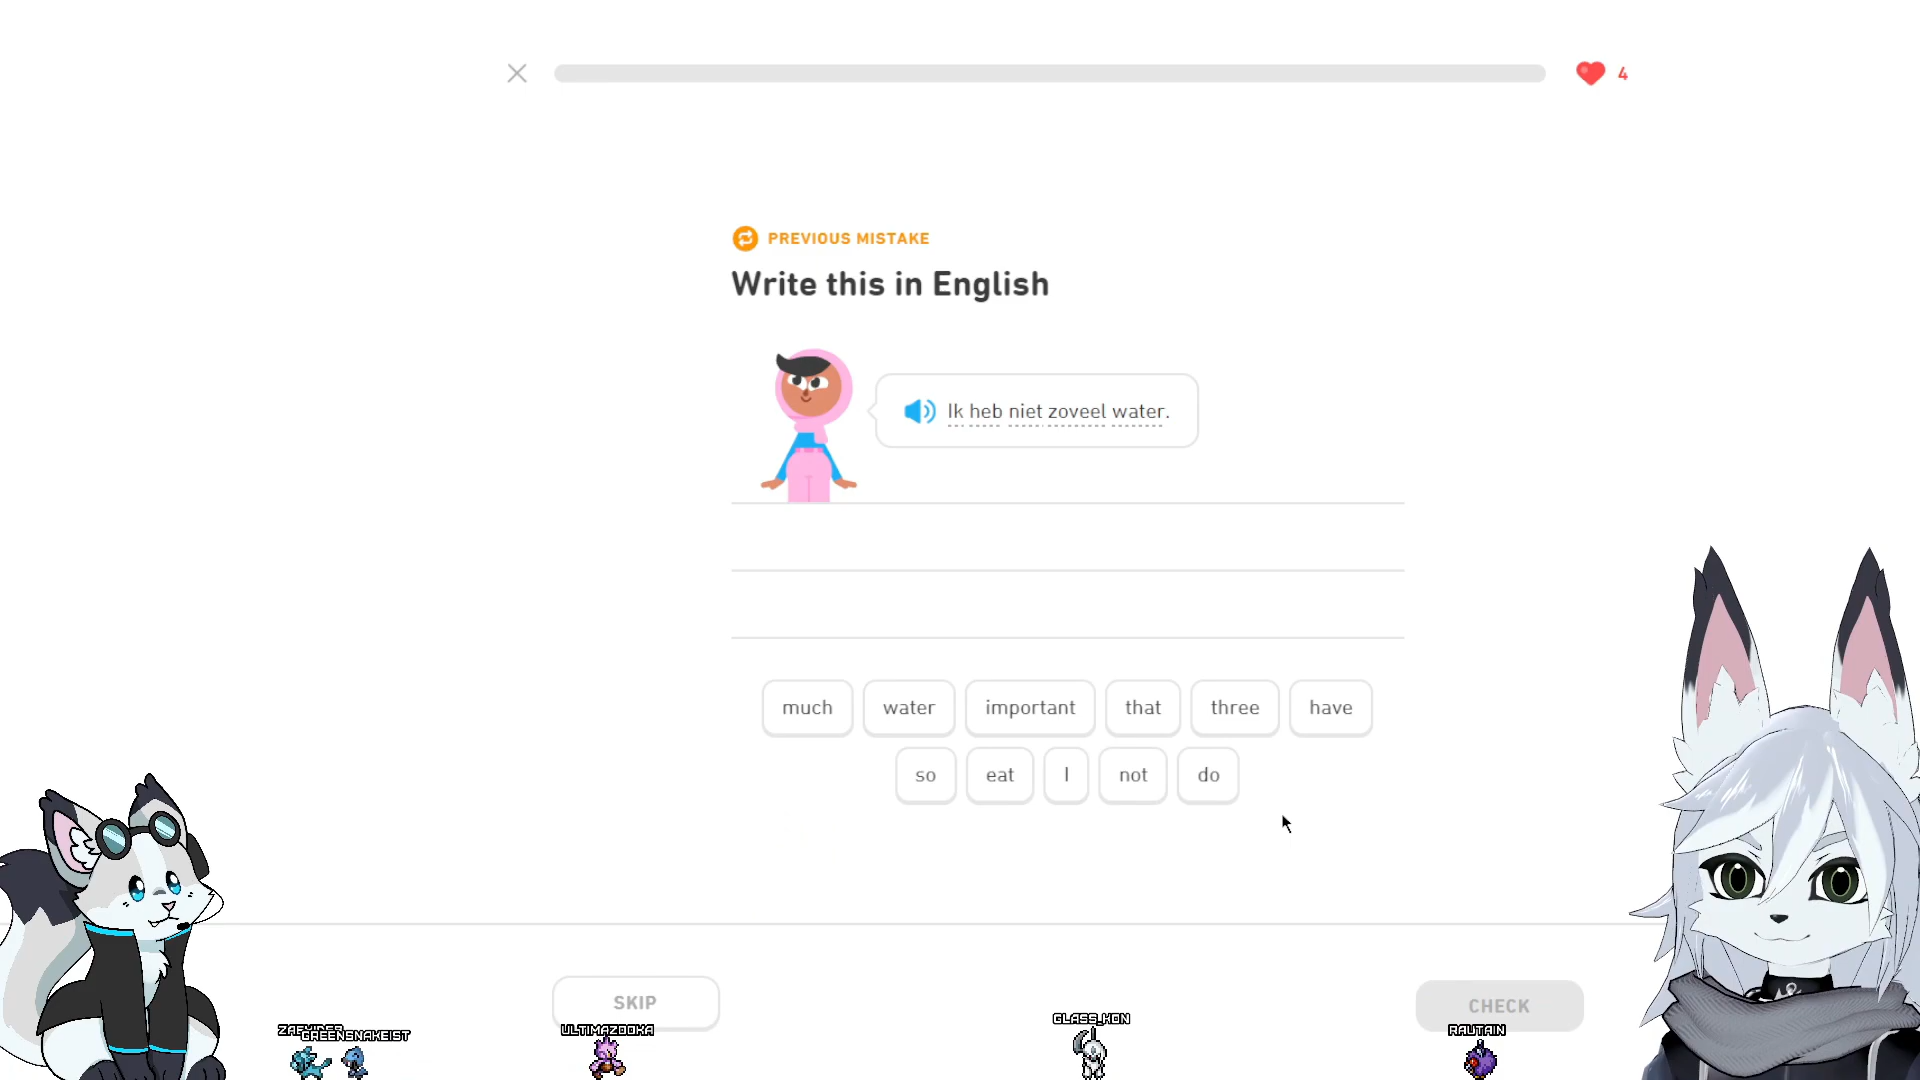 4
PREVIOUS MISTAKE
Write this in English
Ik heb niet zoveel water.
much water important that three have
so eat I not do
SKIP
CHECK
GREENSNAKEIST
ULTIMAZOOKA
GLASS_KON
RAUTAIN